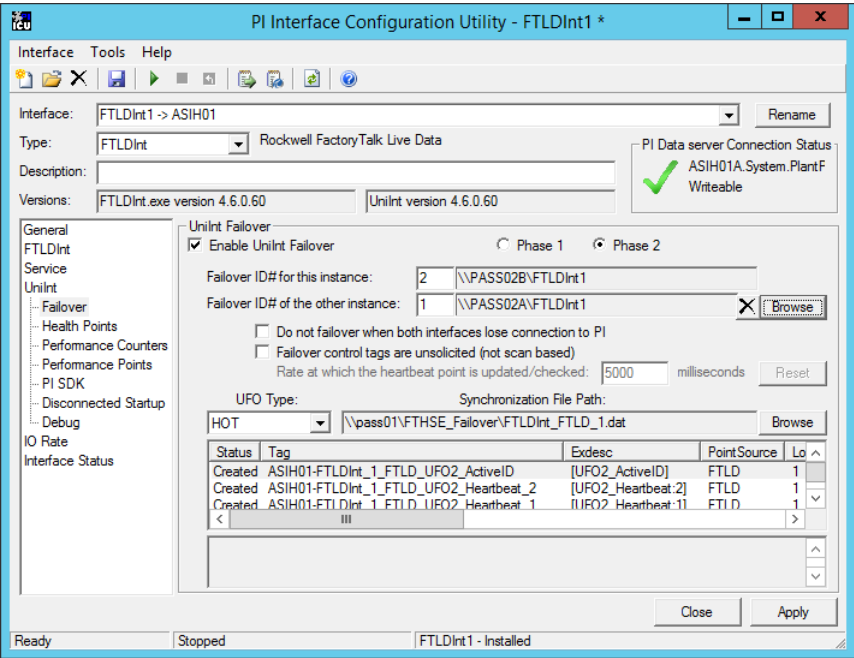 PI Interface Configuration Utility - FTLDInt1 *
Interface Tools Help
Interface: FTLDInt1 -> ASIH01 Rename
Type: FTLDInt Rockwell FactoryTalk Live Data
PI Data server Connection Status
ASIH01A.System.PlantF
Writeable
Description:
Versions: FTLDInt.exe version 4.6.0.60 UniInt version 4.6.0.60
General
FTLDInt
Service
UniInt
Failover
Health Points
Performance Counters
Performance Points
PI SDK
Disconnected Startup
Debug
IO Rate
Interface Status
UniInt Failover
Enable UniInt Failover Phase 1 Phase 2
Failover ID# for this instance: 2 \\PASS02B\FTLDInt1
Failover ID# of the other instance: 1 \\PASS02A\FTLDInt1 Browse
Do not failover when both interfaces lose connection to PI
Failover control tags are unsolicited (not scan based)
Rate at which the heartbeat point is updated/checked: 5000 milliseconds Reset
UFO Type: Synchronization File Path:
HOT \\pass01\FTHSE_Failover\FTLDInt_FTLD_1.dat Browse
Status Tag Exdesc PointSource Lo
Created ASIH01-FTLDInt_1_FTLD_UFO2_ActiveID [UFO2_ActiveID] FTLD 1
Created ASIH01-FTLDInt_1_FTLD_UFO2_Heartbeat_2 [UFO2_Heartbeat:2] FTLD 1
Created ASIH01-FTLDInt_1_FTLD_UFO2_Heartbeat_1 [UFO2_Heartbeat:1] FTLD 1
Close Apply
Ready Stopped FTLDInt1 - Installed